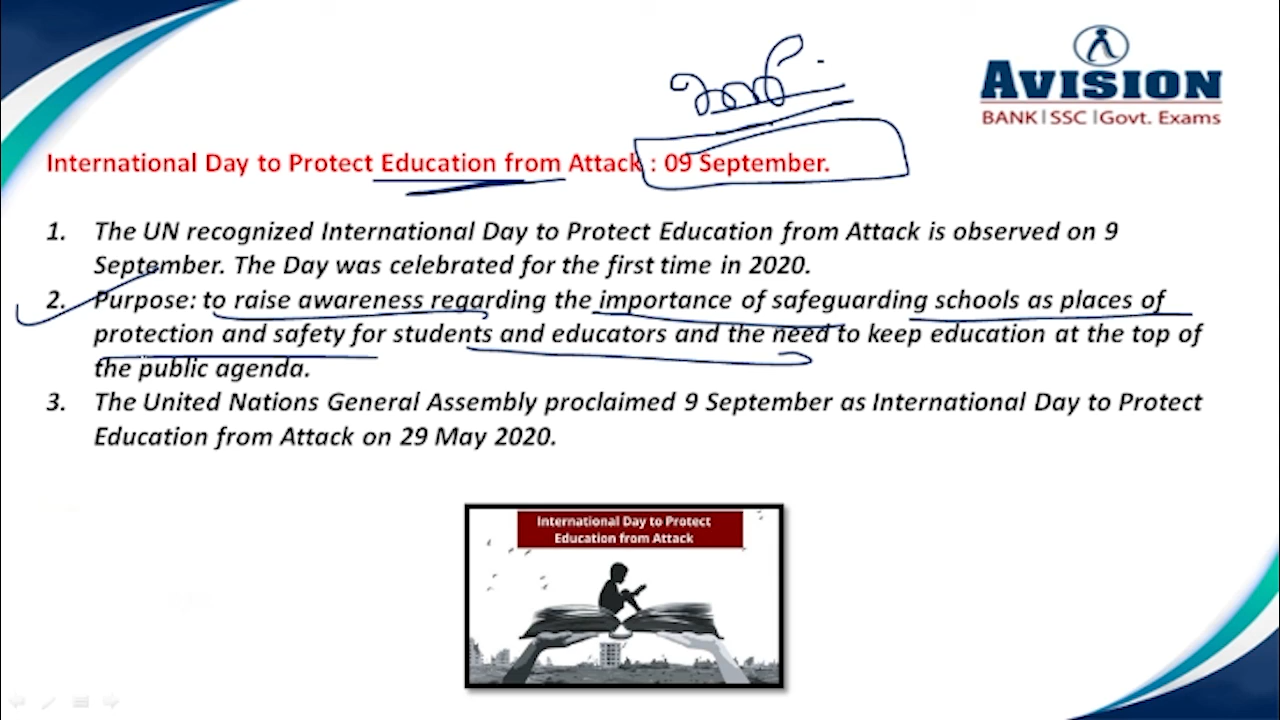 AVISION
BANK | SSC | Govt. Exams
International Day to Protect Education from Attack : 09 September.
1. The UN recognized International Day to Protect Education from Attack is observed on 9
September. The Day was celebrated for the first time in 2020.
2. Purpose: to raise awareness regarding the importance of safeguarding schools as places of
protection and safety for students and educators and the need to keep education at the top of
the public agenda.
3. The United Nations General Assembly proclaimed 9 September as International Day to Protect
Education from Attack on 29 May 2020.
International Day to Protect
Education from Attack